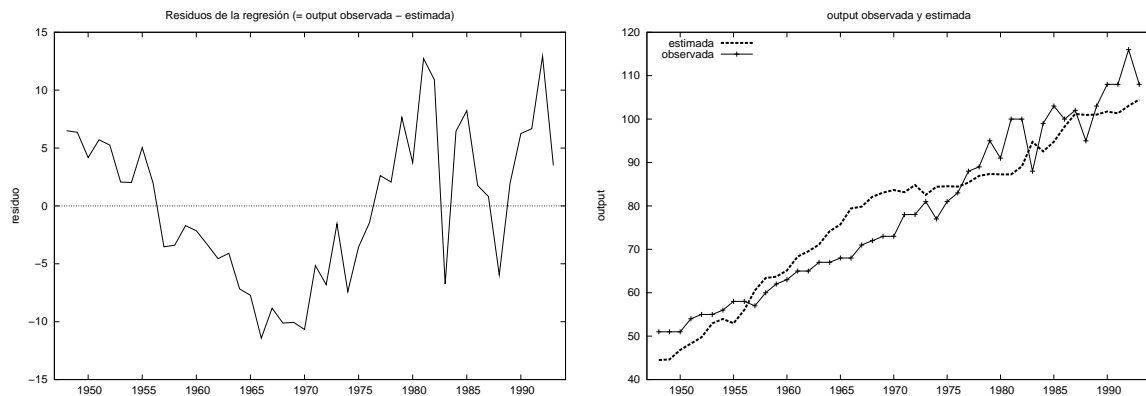 Residuos de la regresión (= output observada − estimada)
residuo
15
10
5
0
−5
−10
−15
1950 1955 1960 1965 1970 1975 1980 1985 1990
output observada y estimada
estimada
observada
output
120
110
100
90
80
70
60
50
40
1950 1955 1960 1965 1970 1975 1980 1985 1990